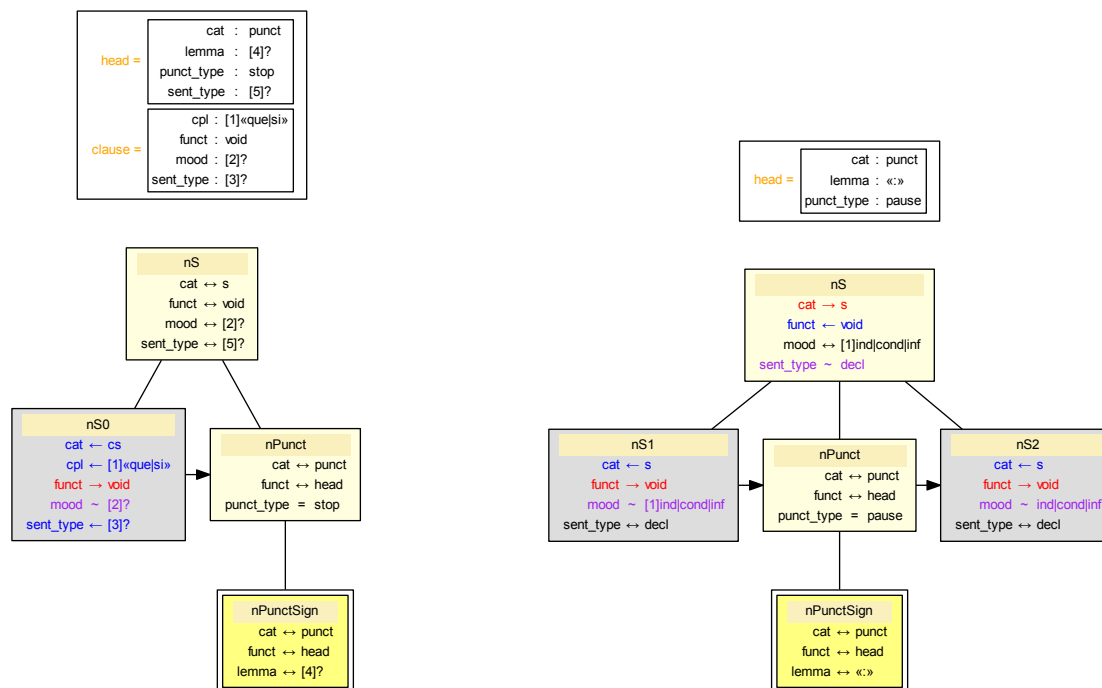 head =
cat : punct
lemma : [4]?
punct_type : stop
sent_type : [5]?
clause =
cpl : [1]«que|si»
funct : void
mood : [2]?
sent_type : [3]?
nS
cat ↔ s
funct ↔ void
mood ↔ [2]?
sent_type ↔ [5]?
nS0
cat ← cs
cpl ← [1]«que|si»
funct → void
mood ~ [2]?
sent_type ← [3]?
nPunct
cat ↔ punct
funct ↔ head
punct_type = stop
nPunctSign
cat ↔ punct
funct ↔ head
lemma ↔ [4]?
head =
cat : punct
lemma : «:»
punct_type : pause
nS
cat → s
funct ← void
mood ↔ [1]ind|cond|inf
sent_type ~ decl
nS1
cat ← s
funct → void
mood ~ [1]ind|cond|inf
sent_type ↔ decl
nPunct
cat ↔ punct
funct ↔ head
punct_type = pause
nS2
cat ← s
funct → void
mood ~ ind|cond|inf
sent_type ↔ decl
nPunctSign
cat ↔ punct
funct ↔ head
lemma ↔ «:»